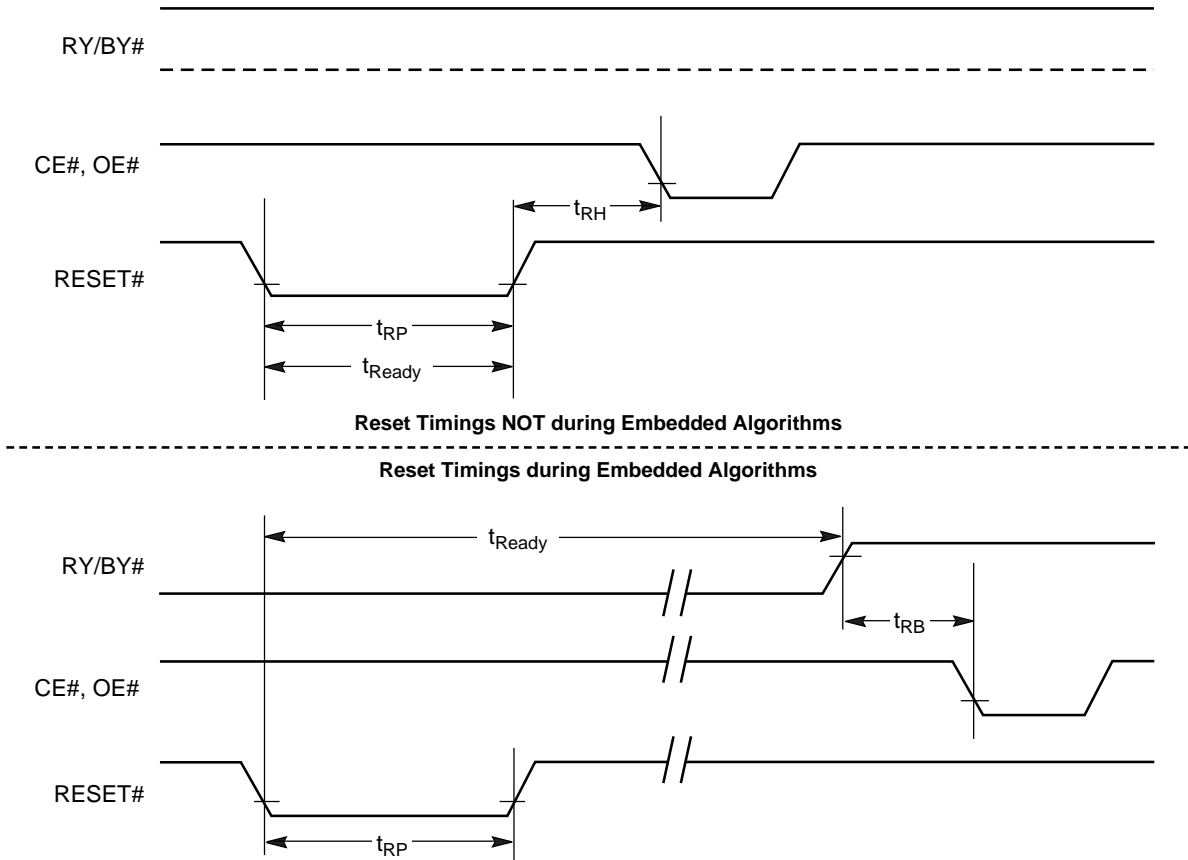 RY/BY#
CE#, OE#
tRH
RESET#
tRP
tReady
Reset Timings NOT during Embedded Algorithms
Reset Timings during Embedded Algorithms
tReady
RY/BY#
tRB
CE#, OE#
RESET#
tRP